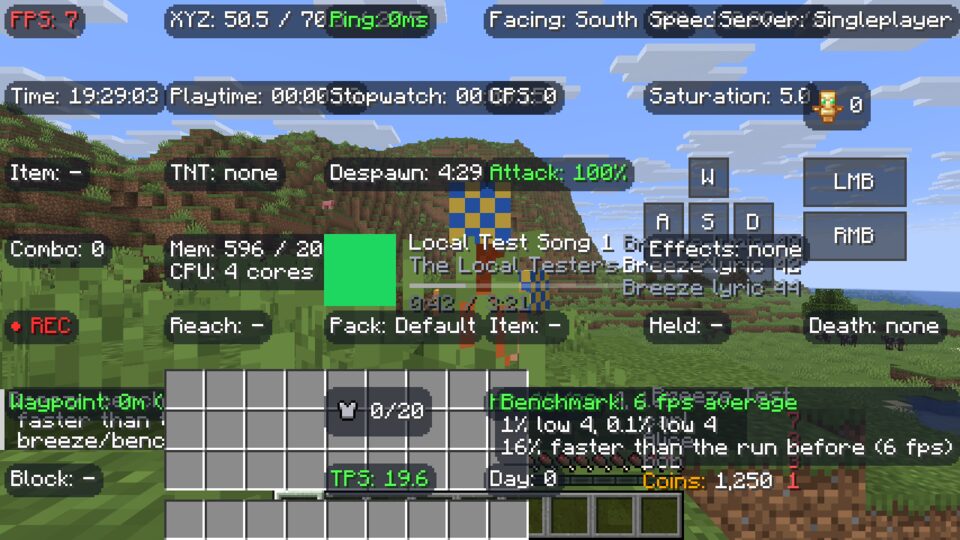 FPS: 7
XYZ: 50.5 / 70
Ping: 0ms
Facing: South
Speed
Server: Singleplayer
Time: 19:29:03
Playtime: 00:00
Stopwatch: 00
CPS: 0
Saturation: 5.0
0
Item: -
TNT: none
Despawn: 4:29
Attack: 100%
W
LMB
A
S
D
RMB
Combo: 0
Mem: 596 / 20
CPU: 4 cores
Local Test Song 1
The Local Testers
0:42 / 3:21
Effects: none
Breeze lyric 42
Breeze lyric 44
REC
Reach: -
Pack: Default
Item: -
Held: -
Death: none
Waypoint: 0m
faster than
breeze/benc
0/20
Breeze Test
Benchmark: 6 fps average
1% low 4, 0.1% low 4
16% faster than the run before (6 fps)
Block: -
TPS: 19.6
Day: 0
Coins: 1,250
1